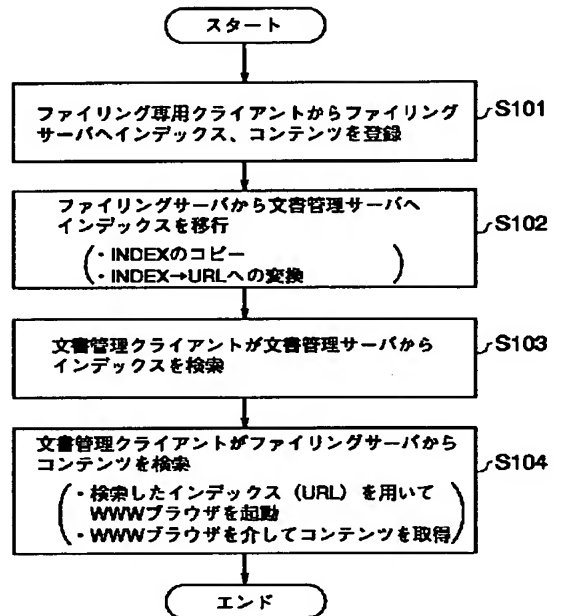 スタート
ファイリング専用クライアントからファイリング
サーバへインデックス、コンテンツを登録
S101
ファイリングサーバから文書管理サーバへ
インデックスを移行
・INDEXのコピー
・INDEX→URLへの変換
S102
文書管理クライアントが文書管理サーバから
インデックスを検索
S103
文書管理クライアントがファイリングサーバから
コンテンツを検索
・検索したインデックス（URL）を用いて
WWWブラウザを起動
・WWWブラウザを介してコンテンツを取得
S104
エンド